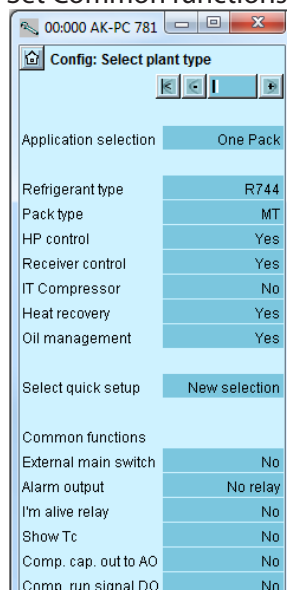 Set Common functions
00:000 AK-PC 781
Config: Select plant type
Application selection One Pack
Refrigerant type R744
Pack type MT
HP control Yes
Receiver control Yes
IT Compressor No
Heat recovery Yes
Oil management Yes
Select quick setup New selection
Common functions
External main switch No
Alarm output No relay
I'm alive relay No
Show Tc No
Comp. cap. out to AO No
Comp. run signal DO No